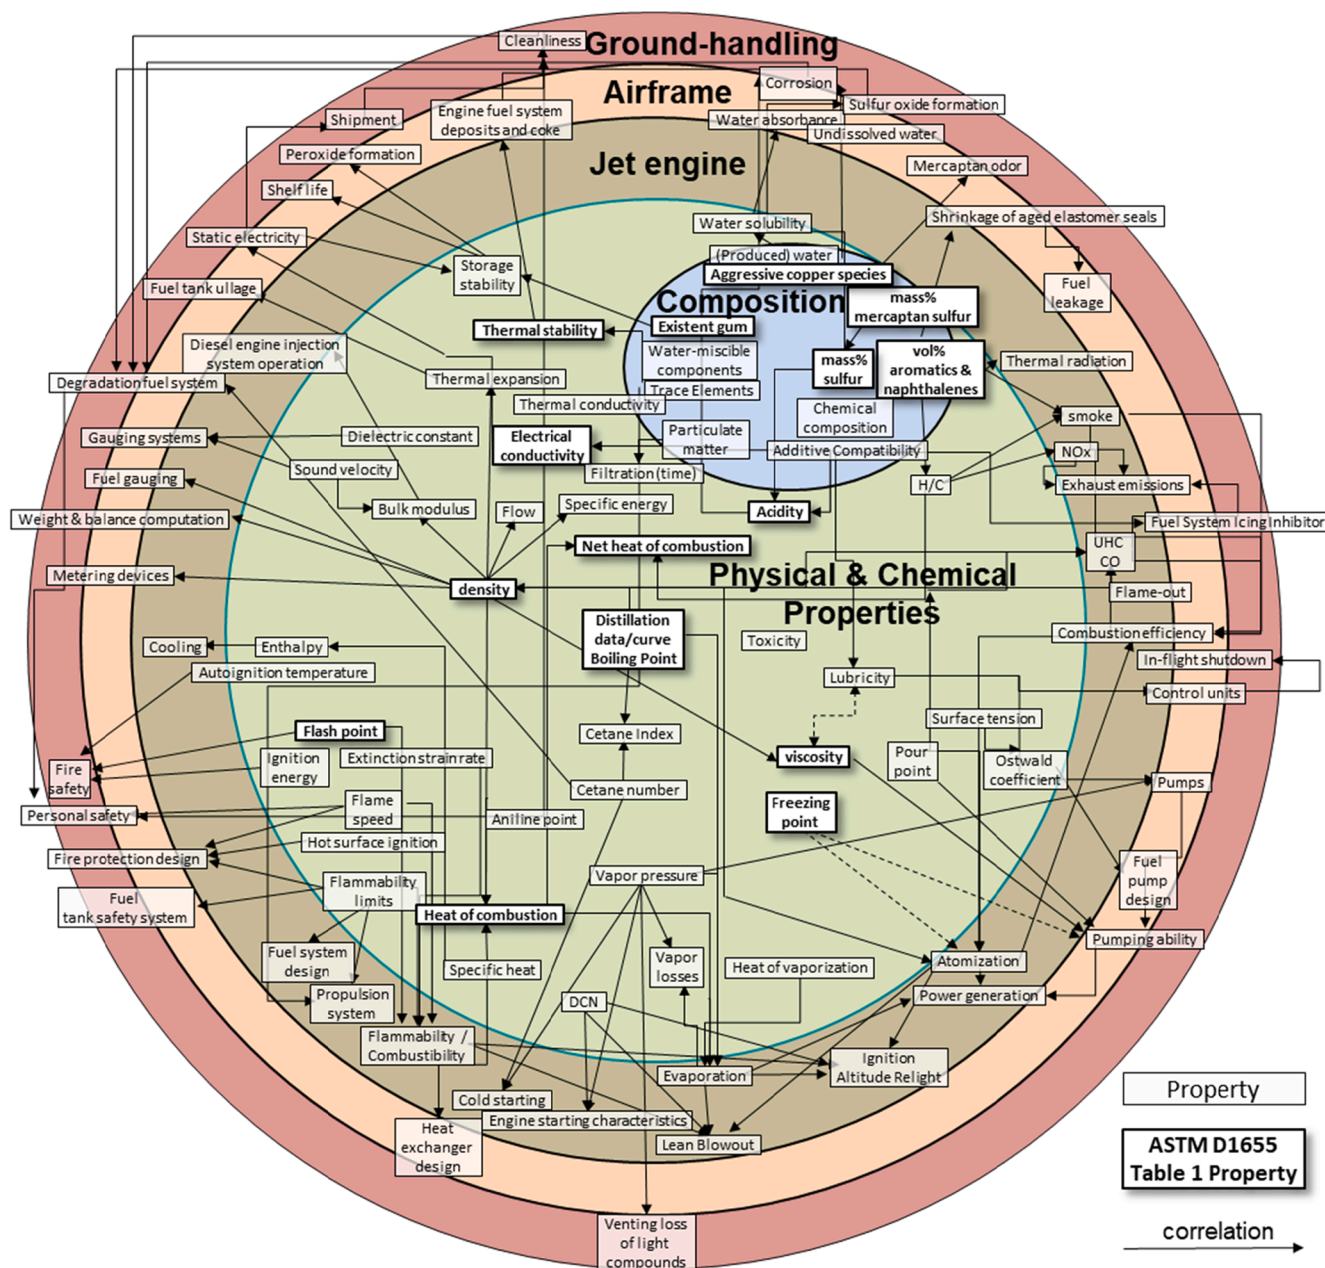 Cleanliness
Ground-handling
Corrosion
Airframe
Sulfur oxide formation
Shipment
Engine fuel system
deposits and coke
Water absorbance
Undissolved water
Peroxide formation
Jet engine
Mercaptan odor
Shelf life
Water solubility
Shrinkage of aged elastomer seals
Static electricity
(Produced) water
Storage
stability
Aggressive copper species
Fuel tank ullage
Fuel
leakage
Composition
mass%
mercaptan sulfur
Thermal stability
Existent gum
Diesel engine injection
system operation
Water-miscible
components
mass%
sulfur
vol%
aromatics &
naphthalenes
Thermal radiation
Degradation fuel system
Thermal expansion
Trace Elements
Thermal conductivity
Chemical
composition
smoke
Gauging systems
Dielectric constant
Electrical
conductivity
Particulate
matter
Additive Compatibility
NOx
Sound velocity
Filtration (time)
Fuel gauging
H/C
Exhaust emissions
Bulk modulus
Flow
Specific energy
Acidity
Weight & balance computation
Fuel System Icing Inhibitor
Net heat of combustion
UHC
CO
Metering devices
density
Physical & Chemical
Properties
Flame-out
Distillation
data/curve
Boiling Point
Toxicity
Combustion efficiency
Cooling
Enthalpy
In-flight shutdown
Autoignition temperature
Lubricity
Control units
Surface tension
Flash point
Cetane Index
Extinction strain rate
Ignition
energy
viscosity
Pour
point
Ostwald
coefficient
Fire
safety
Pumps
Cetane number
Personal safety
Flame
speed
Aniline point
Freezing
point
Hot surface ignition
Fire protection design
Fuel
pump
design
Vapor pressure
Flammability
limits
Fuel
tank safety system
Heat of combustion
Pumping ability
Fuel system
design
Specific heat
Vapor
losses
Heat of vaporization
Atomization
Propulsion
system
DCN
Power generation
Flammability /
Combustibility
Ignition
Altitude Relight
Evaporation
Cold starting
Engine starting characteristics
Lean Blowout
Heat
exchanger
design
Venting loss
of light
compounds
Property
ASTM D1655
Table 1 Property
correlation